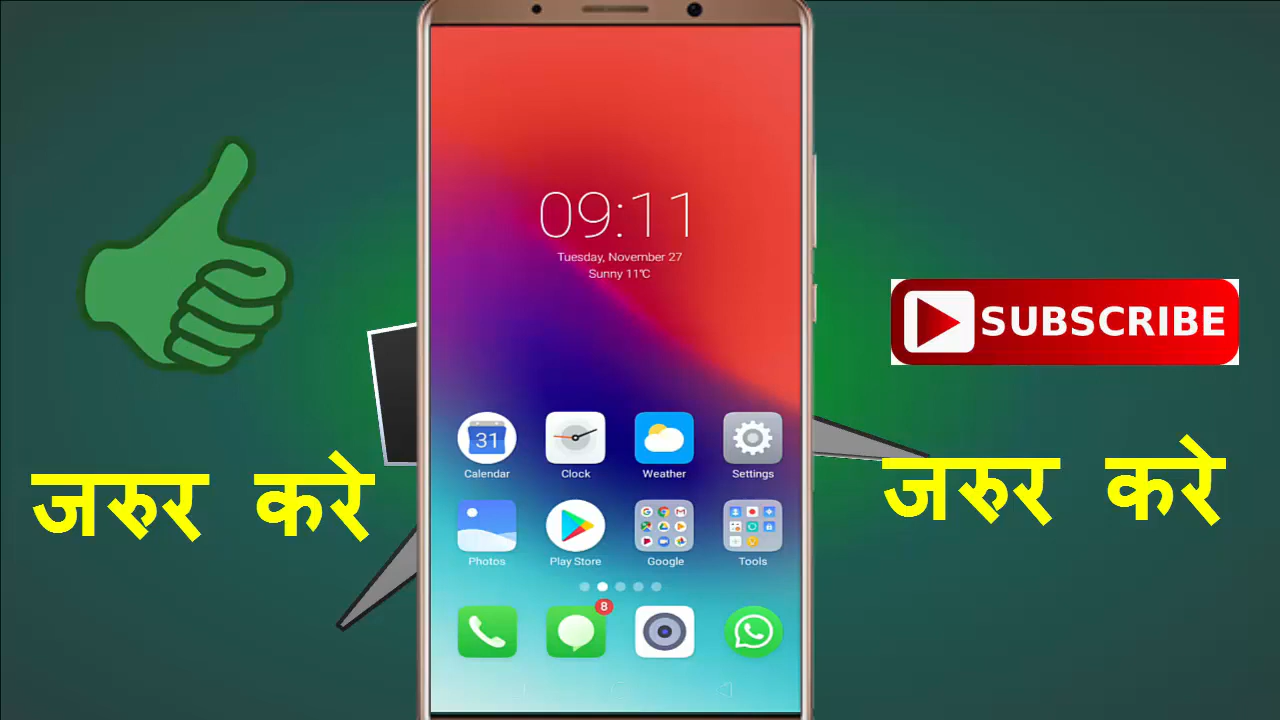 09:11
Tuesday, November 27
Sunny 11℃
SUBSCRIBE
31
Calendar
Clock
Weather
Settings
जरुर करे
जरुर करे
Photos
Play Store
Google
Tools
8